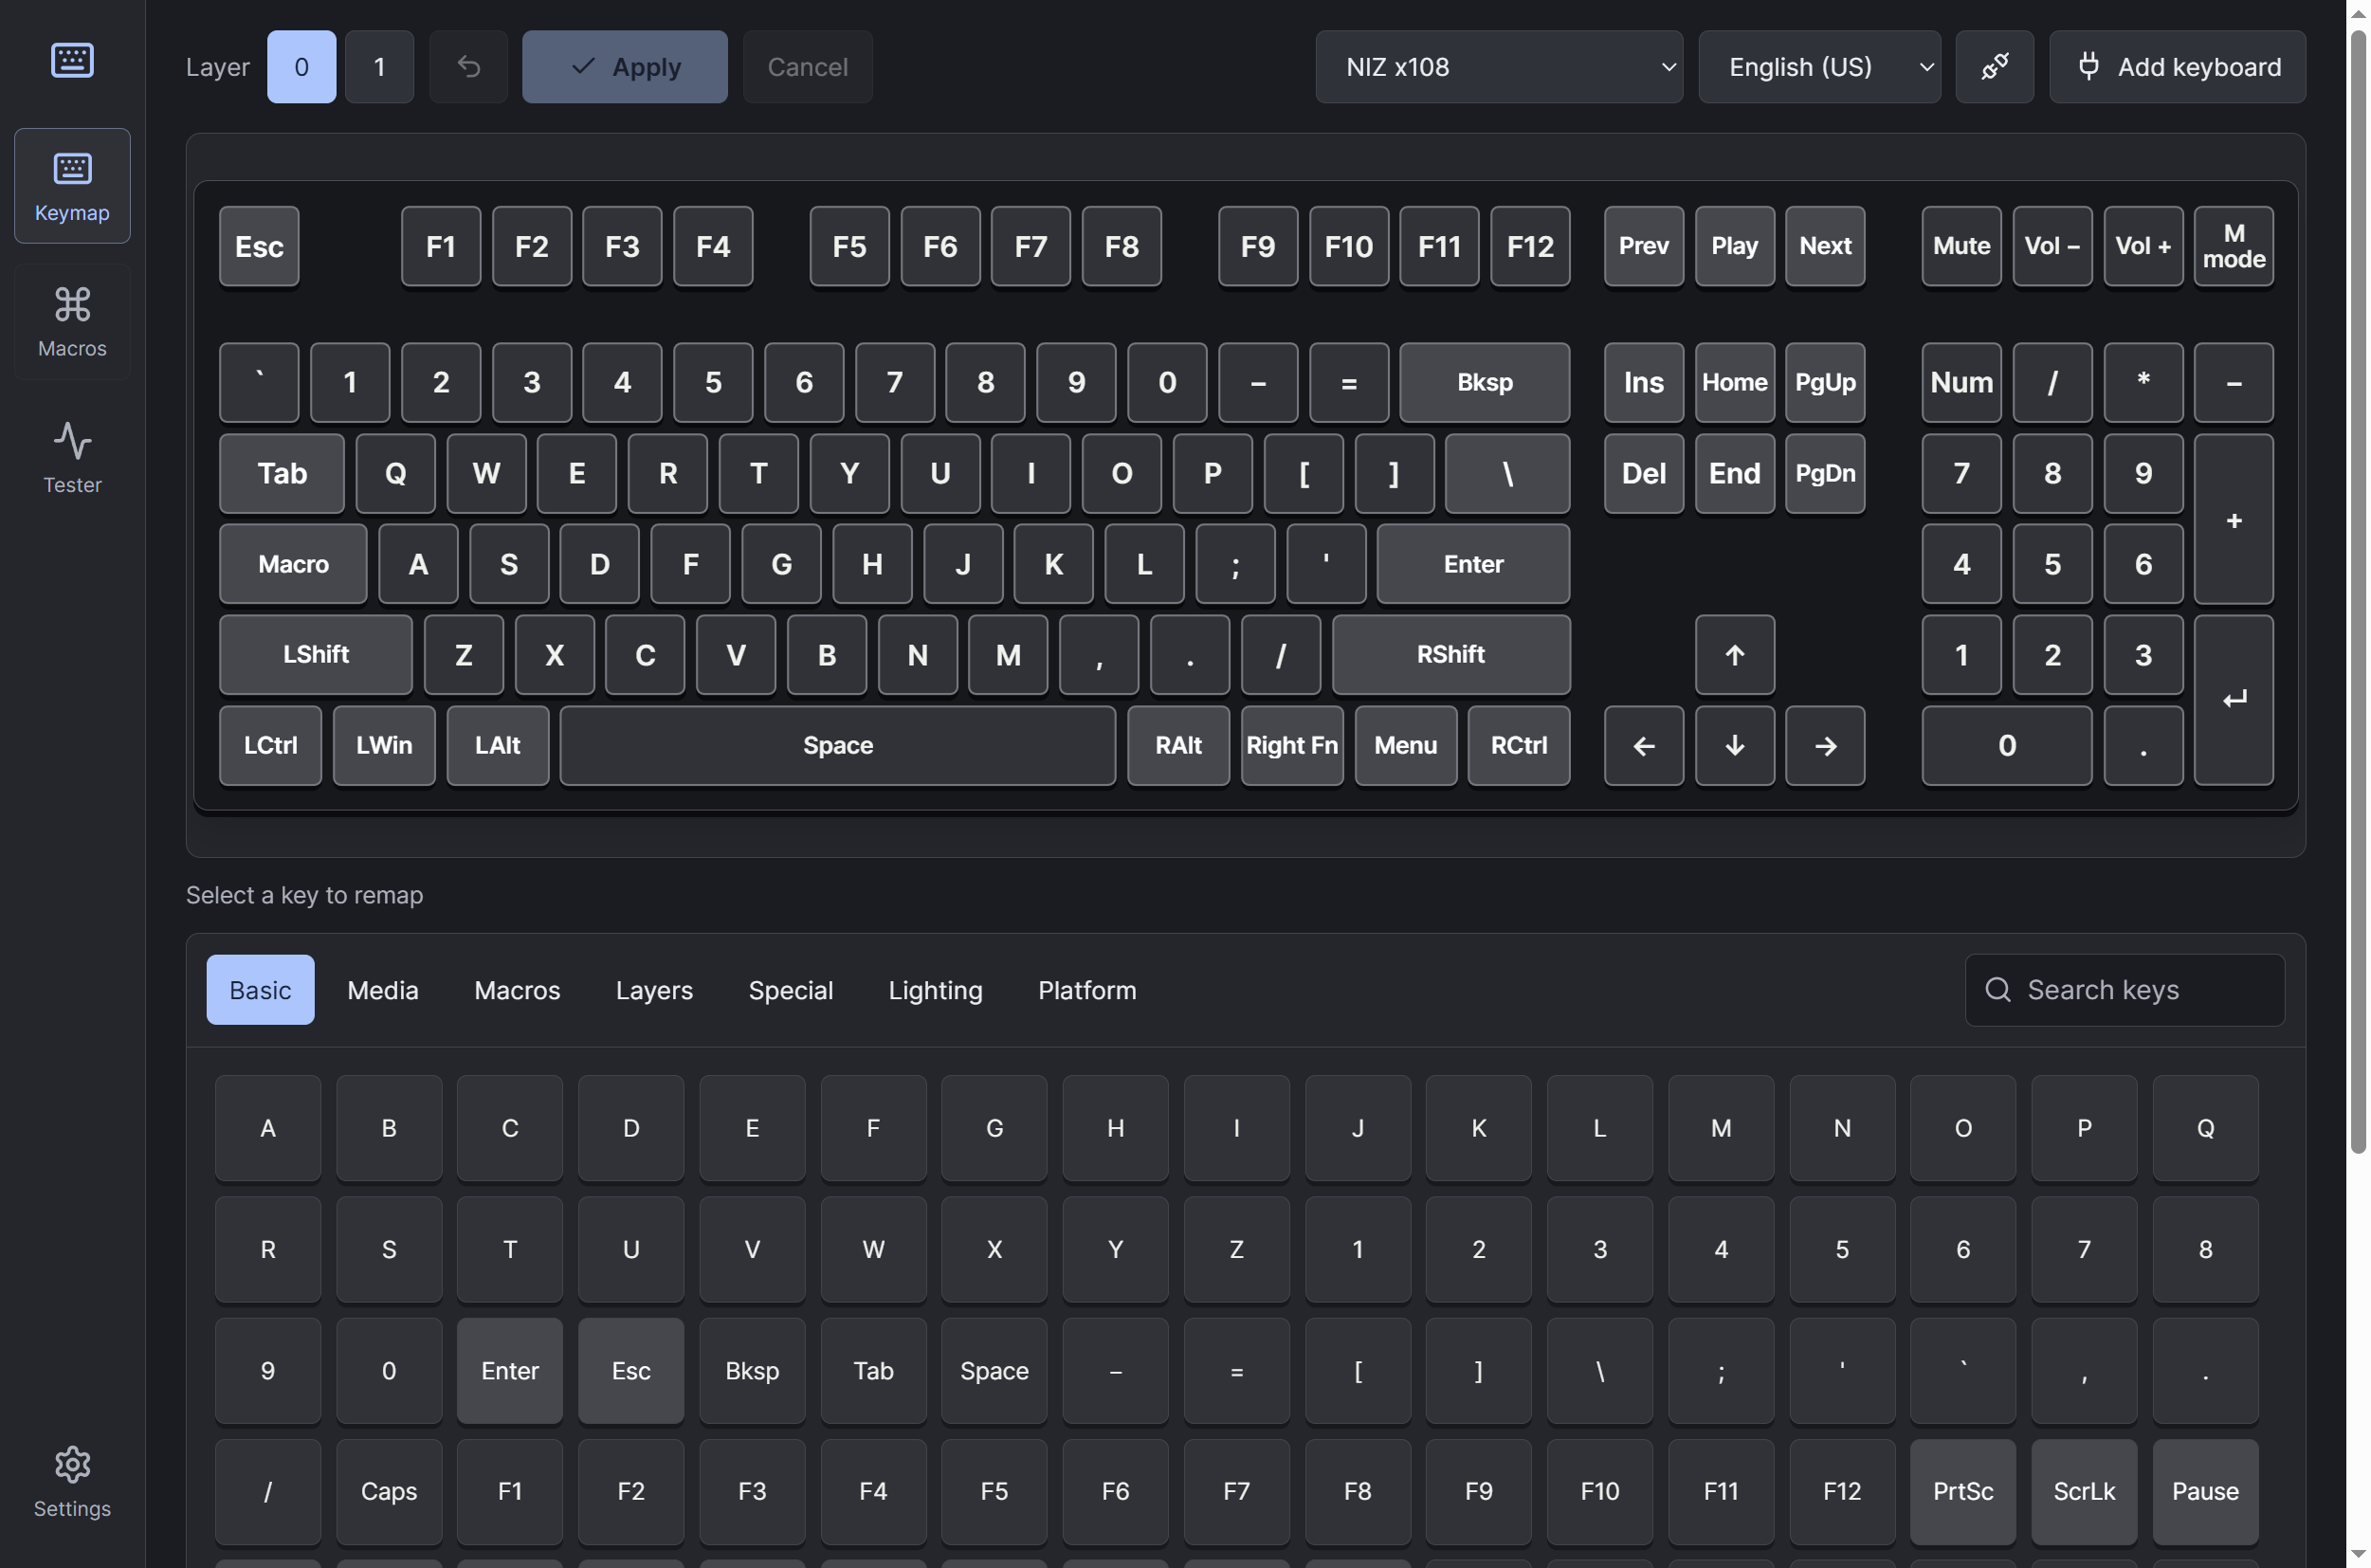 Layer 0 1 Apply Cancel NIZ x108 English (US) Add keyboard
Keymap
Macros
Tester
Settings
Esc F1 F2 F3 F4 F5 F6 F7 F8 F9 F10 F11 F12 Prev Play Next Mute Vol − Vol + M mode
` 1 2 3 4 5 6 7 8 9 0 − = Bksp Ins Home PgUp Num / * −
Tab Q W E R T Y U I O P [ ] \ Del End PgDn 7 8 9 +
Macro A S D F G H J K L ; ' Enter 4 5 6
LShift Z X C V B N M , . / RShift ↑ 1 2 3 ↵
LCtrl LWin LAlt Space RAlt Right Fn Menu RCtrl ← ↓ → 0 .
Select a key to remap
Basic Media Macros Layers Special Lighting Platform Search keys
A B C D E F G H I J K L M N O P Q
R S T U V W X Y Z 1 2 3 4 5 6 7 8
9 0 Enter Esc Bksp Tab Space − = [ ] \ ; ' ` , .
/ Caps F1 F2 F3 F4 F5 F6 F7 F8 F9 F10 F11 F12 PrtSc ScrLk Pause